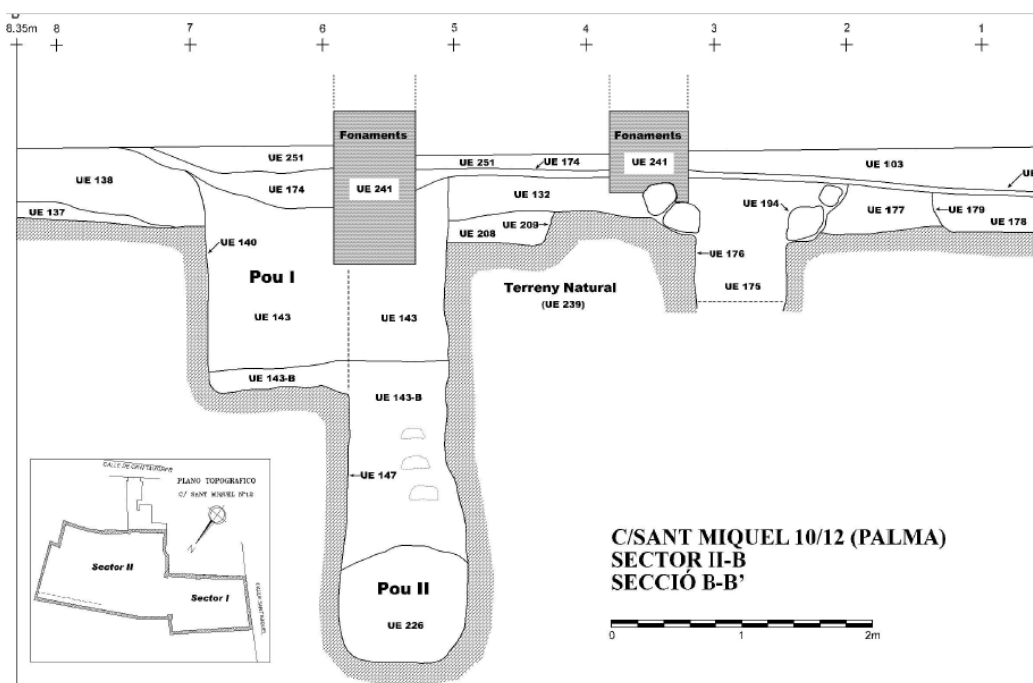 8.35m 8 7 6 5 4 3 2 1
Fonaments
Fonaments
UE 251
UE 251
UE 174
UE 241
UE 103
UE 138
UE 174
UE 241
UE 132
UE 194
UE 177
UE 179
UE 137
UE 209
UE 208
UE 178
UE 140
UE 176
Pou I
Terreny Natural
UE 175
(UE 239)
UE 143
UE 143
UE 143-B
UE 143-B
UE 147
PLANO TOPOGRAFICO
C/ SANT MIQUEL Nº12
N
Sector II
Sector I
C/SANT MIQUEL 10/12 (PALMA)
SECTOR II-B
SECCIÓ B-B’
Pou II
UE 226
0 1 2m